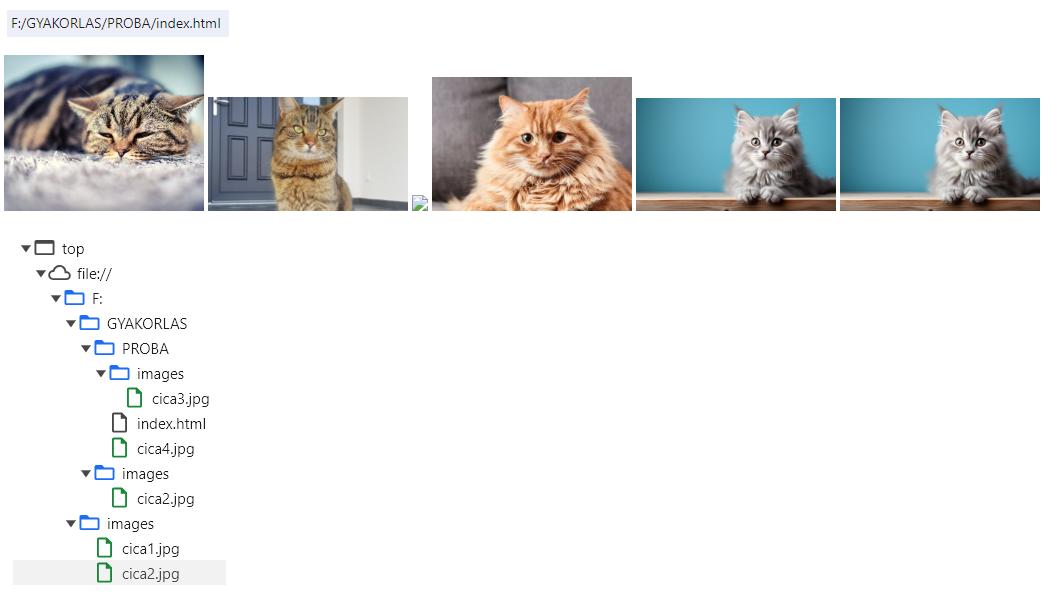 F:/GYAKORLAS/PROBA/index.html
top
file://
F:
GYAKORLAS
PROBA
images
cica3.jpg
index.html
cica4.jpg
images
cica2.jpg
images
cica1.jpg
cica2.jpg